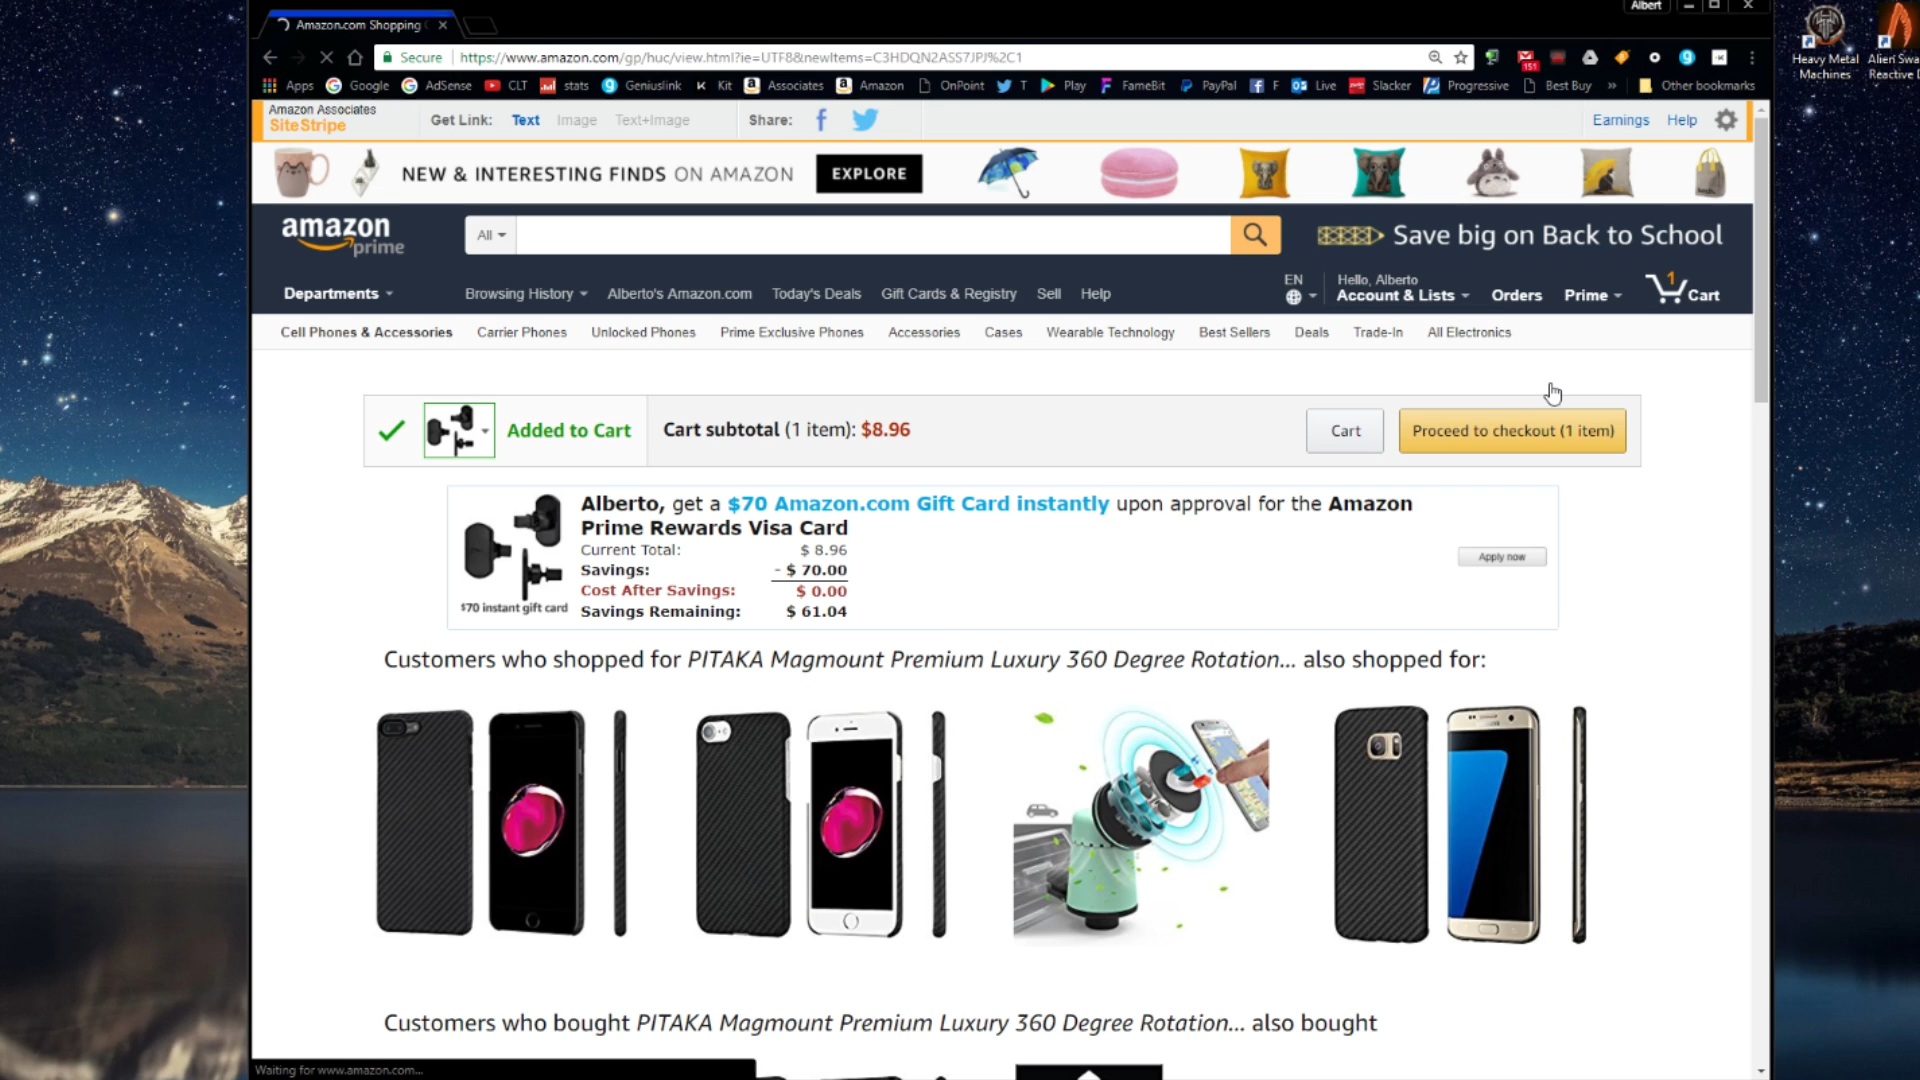 Albert
Amazon.com Shopping
Secure https://www.amazon.com/gp/huc/view.html?ie=UTF8&newItems=C3HDQN2ASS7JPJ%2C1
151
Apps Google AdSense CLT stats Geniuslink Kit Associates Amazon OnPoint T Play FameBit PayPal F Live Slacker Progressive Best Buy » Other bookmarks
Heavy Metal Machines
Alien Swa
Reactive D
Amazon Associates
SiteStripe
Get Link: Text Image Text+Image Share: Earnings Help
NEW & INTERESTING FINDS ON AMAZON EXPLORE
amazon prime
All
Save big on Back to School
Departments Browsing History Alberto's Amazon.com Today's Deals Gift Cards & Registry Sell Help
EN
Hello, Alberto
Account & Lists Orders Prime 1 Cart
Cell Phones & Accessories Carrier Phones Unlocked Phones Prime Exclusive Phones Accessories Cases Wearable Technology Best Sellers Deals Trade-In All Electronics
Added to Cart
Cart subtotal (1 item): $8.96
Cart
Proceed to checkout (1 item)
Alberto, get a $70 Amazon.com Gift Card instantly upon approval for the Amazon
Prime Rewards Visa Card
Current Total: $ 8.96
Savings: - $ 70.00
Cost After Savings: $ 0.00
Savings Remaining: $ 61.04
$70 instant gift card
Apply now
Customers who shopped for PITAKA Magmount Premium Luxury 360 Degree Rotation... also shopped for:
Customers who bought PITAKA Magmount Premium Luxury 360 Degree Rotation... also bought
Waiting for www.amazon.com...